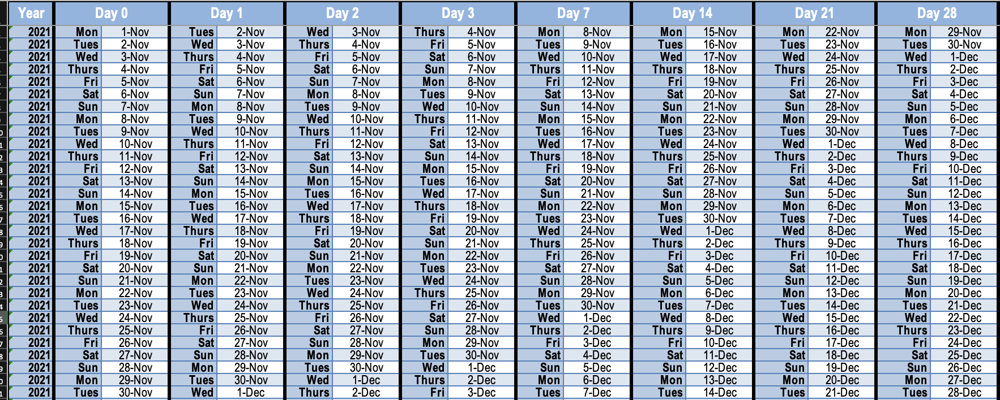 Year Day 0 Day 1 Day 2 Day 3 Day 7 Day 14 Day 21 Day 28
2021 Mon 1-Nov Tues 2-Nov Wed 3-Nov Thurs 4-Nov Mon 8-Nov Mon 15-Nov Mon 22-Nov Mon 29-Nov
2021 Tues 2-Nov Wed 3-Nov Thurs 4-Nov Fri 5-Nov Tues 9-Nov Tues 16-Nov Tues 23-Nov Tues 30-Nov
2021 Wed 3-Nov Thurs 4-Nov Fri 5-Nov Sat 6-Nov Wed 10-Nov Wed 17-Nov Wed 24-Nov Wed 1-Dec
2021 Thurs 4-Nov Fri 5-Nov Sat 6-Nov Sun 7-Nov Thurs 11-Nov Thurs 18-Nov Thurs 25-Nov Thurs 2-Dec
2021 Fri 5-Nov Sat 6-Nov Sun 7-Nov Mon 8-Nov Fri 12-Nov Fri 19-Nov Fri 26-Nov Fri 3-Dec
2021 Sat 6-Nov Sun 7-Nov Mon 8-Nov Tues 9-Nov Sat 13-Nov Sat 20-Nov Sat 27-Nov Sat 4-Dec
2021 Sun 7-Nov Mon 8-Nov Tues 9-Nov Wed 10-Nov Sun 14-Nov Sun 21-Nov Sun 28-Nov Sun 5-Dec
2021 Mon 8-Nov Tues 9-Nov Wed 10-Nov Thurs 11-Nov Mon 15-Nov Mon 22-Nov Mon 29-Nov Mon 6-Dec
2021 Tues 9-Nov Wed 10-Nov Thurs 11-Nov Fri 12-Nov Tues 16-Nov Tues 23-Nov Tues 30-Nov Tues 7-Dec
2021 Wed 10-Nov Thurs 11-Nov Fri 12-Nov Sat 13-Nov Wed 17-Nov Wed 24-Nov Wed 1-Dec Wed 8-Dec
2021 Thurs 11-Nov Fri 12-Nov Sat 13-Nov Sun 14-Nov Thurs 18-Nov Thurs 25-Nov Thurs 2-Dec Thurs 9-Dec
2021 Fri 12-Nov Sat 13-Nov Sun 14-Nov Mon 15-Nov Fri 19-Nov Fri 26-Nov Fri 3-Dec Fri 10-Dec
2021 Sat 13-Nov Sun 14-Nov Mon 15-Nov Tues 16-Nov Sat 20-Nov Sat 27-Nov Sat 4-Dec Sat 11-Dec
2021 Sun 14-Nov Mon 15-Nov Tues 16-Nov Wed 17-Nov Sun 21-Nov Sun 28-Nov Sun 5-Dec Sun 12-Dec
2021 Mon 15-Nov Tues 16-Nov Wed 17-Nov Thurs 18-Nov Mon 22-Nov Mon 29-Nov Mon 6-Dec Mon 13-Dec
2021 Tues 16-Nov Wed 17-Nov Thurs 18-Nov Fri 19-Nov Tues 23-Nov Tues 30-Nov Tues 7-Dec Tues 14-Dec
2021 Wed 17-Nov Thurs 18-Nov Fri 19-Nov Sat 20-Nov Wed 24-Nov Wed 1-Dec Wed 8-Dec Wed 15-Dec
2021 Thurs 18-Nov Fri 19-Nov Sat 20-Nov Sun 21-Nov Thurs 25-Nov Thurs 2-Dec Thurs 9-Dec Thurs 16-Dec
2021 Fri 19-Nov Sat 20-Nov Sun 21-Nov Mon 22-Nov Fri 26-Nov Fri 3-Dec Fri 10-Dec Fri 17-Dec
2021 Sat 20-Nov Sun 21-Nov Mon 22-Nov Tues 23-Nov Sat 27-Nov Sat 4-Dec Sat 11-Dec Sat 18-Dec
2021 Sun 21-Nov Mon 22-Nov Tues 23-Nov Wed 24-Nov Sun 28-Nov Sun 5-Dec Sun 12-Dec Sun 19-Dec
2021 Mon 22-Nov Tues 23-Nov Wed 24-Nov Thurs 25-Nov Mon 29-Nov Mon 6-Dec Mon 13-Dec Mon 20-Dec
2021 Tues 23-Nov Wed 24-Nov Thurs 25-Nov Fri 26-Nov Tues 30-Nov Tues 7-Dec Tues 14-Dec Tues 21-Dec
2021 Wed 24-Nov Thurs 25-Nov Fri 26-Nov Sat 27-Nov Wed 1-Dec Wed 8-Dec Wed 15-Dec Wed 22-Dec
2021 Thurs 25-Nov Fri 26-Nov Sat 27-Nov Sun 28-Nov Thurs 2-Dec Thurs 9-Dec Thurs 16-Dec Thurs 23-Dec
2021 Fri 26-Nov Sat 27-Nov Sun 28-Nov Mon 29-Nov Fri 3-Dec Fri 10-Dec Fri 17-Dec Fri 24-Dec
2021 Sat 27-Nov Sun 28-Nov Mon 29-Nov Tues 30-Nov Sat 4-Dec Sat 11-Dec Sat 18-Dec Sat 25-Dec
2021 Sun 28-Nov Mon 29-Nov Tues 30-Nov Wed 1-Dec Sun 5-Dec Sun 12-Dec Sun 19-Dec Sun 26-Dec
2021 Mon 29-Nov Tues 30-Nov Wed 1-Dec Thurs 2-Dec Mon 6-Dec Mon 13-Dec Mon 20-Dec Mon 27-Dec
2021 Tues 30-Nov Wed 1-Dec Thurs 2-Dec Fri 3-Dec Tues 7-Dec Tues 14-Dec Tues 21-Dec Tues 28-Dec